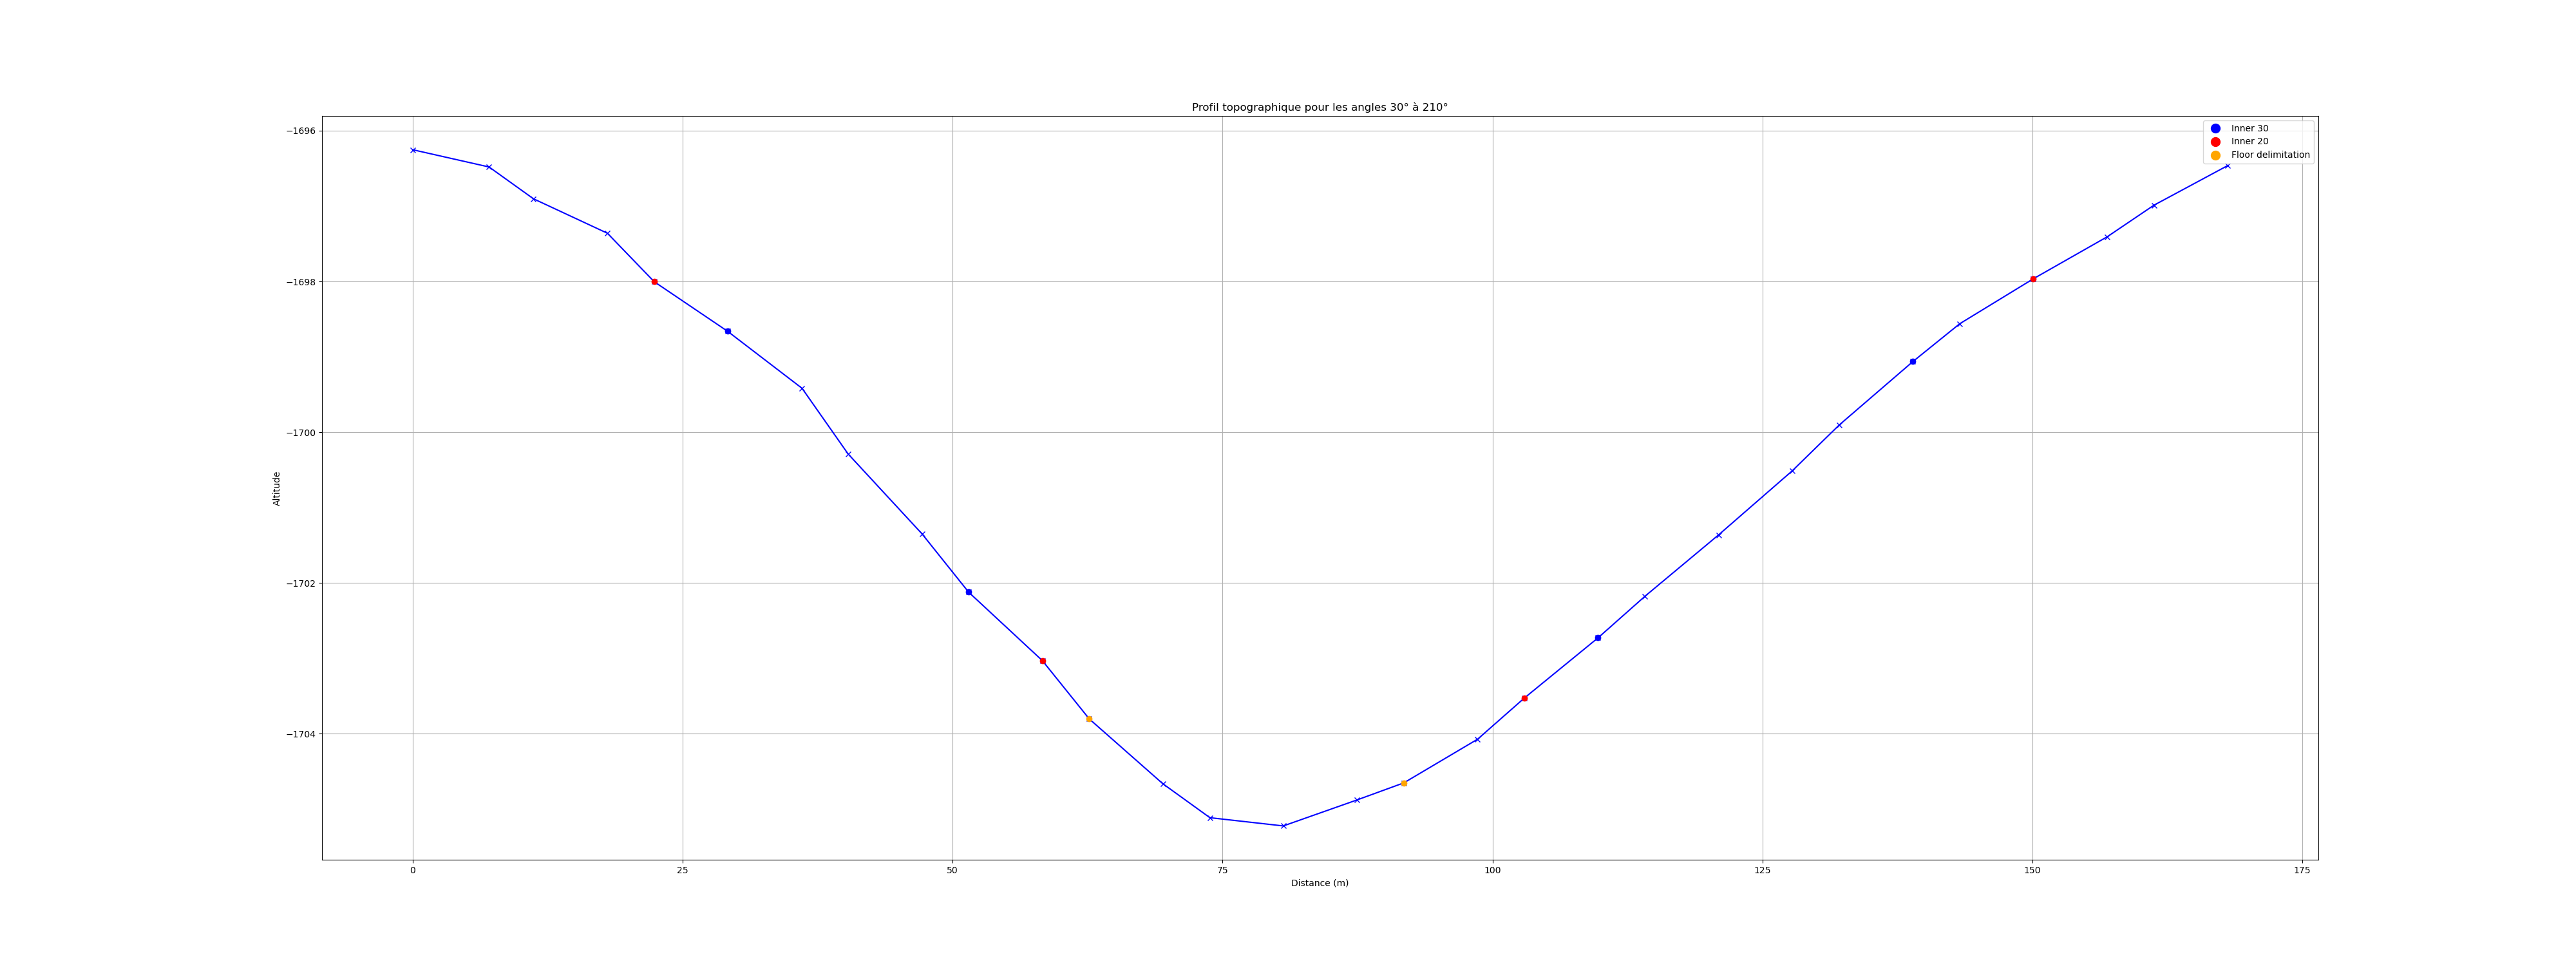 Profil topographique pour les angles 30° à 210°
Inner 30
Inner 20
Floor delimitation
Altitude
−1696
−1698
−1700
−1702
−1704
0 25 50 75 100 125 150 175
Distance (m)